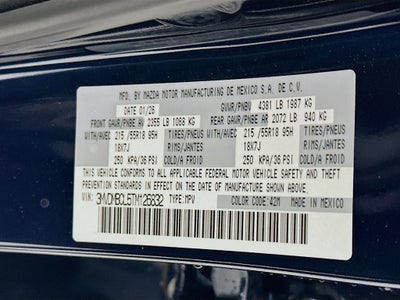 MFD. BY MAZDA MOTOR MANUFACTURING DE MEXICO S.A. DE C.V.
DATE 01/26 GVWR/PNBV 4381 LB 1987 KG
FRONT GAWR/PNBE AV 2355 LB 1068 KG REAR GAWR/PNBE AR 2072 LB 940 KG
WITH/AVEC 215 /55R18 95H TIRES/PNEUS WITH/AVEC 215 /55R18 95H TIRES/PNEUS
18X7J RIMS/JANTES 18X7J RIMS/JANTES
250 KPA/36 PSI COLD/A FROID 250 KPA/36 PSI COLD/A FROID
THIS VEHICLE CONFORMS TO ALL APPLICABLE FEDERAL MOTOR VEHICLE SAFETY AND THEFT
PREVENTION STANDARDS IN EFFECT ON THE DATE OF MANUFACTURE SHOWN ABOVE.
3MVDMBCL5TM126832 TYPE:MPV COLOR CODE:42M MADE IN MEXICO